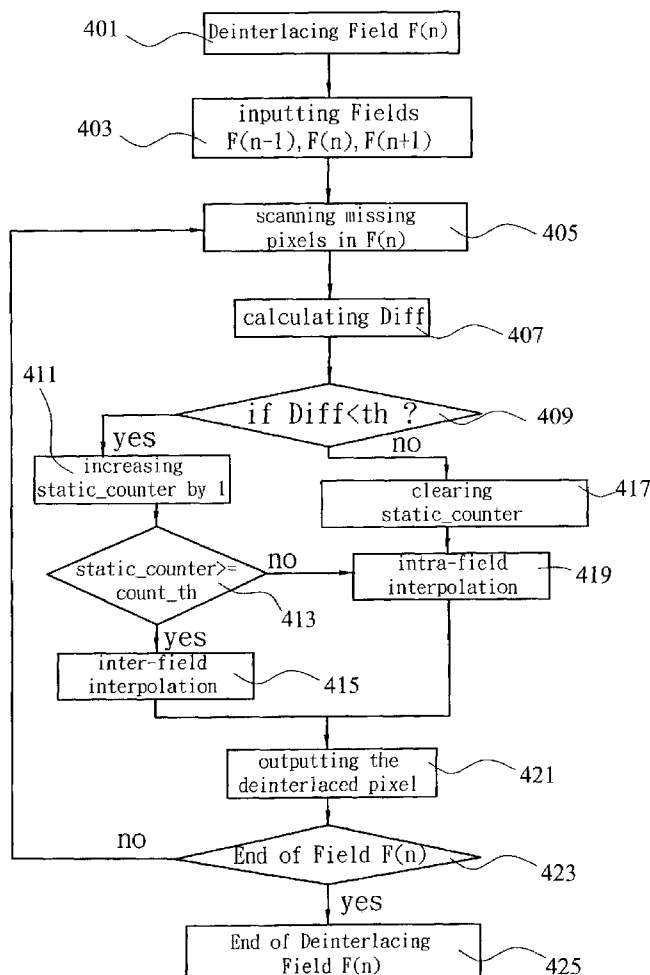 401
Deinterlacing Field F(n)
403
inputting Fields
F(n-1), F(n), F(n+1)
scanning missing
pixels in F(n)
405
calculating Diff
407
411
if Diff<th ?
409
yes
no
increasing
static_counter by 1
clearing
static_counter
417
static_counter>=
count_th
413
no
intra-field
interpolation
419
yes
inter-field
interpolation
415
outputting the
deinterlaced pixel
421
no
End of Field F(n)
423
yes
End of Deinterlacing
Field F(n)
425